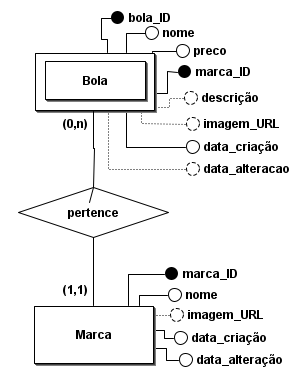 bola_ID
nome
preco
marca_ID
Bola
descrição
imagem_URL
(0,n)
data_criação
data_alteracao
pertence
(1,1)
marca_ID
nome
imagem_URL
Marca
data_criação
data_alteração